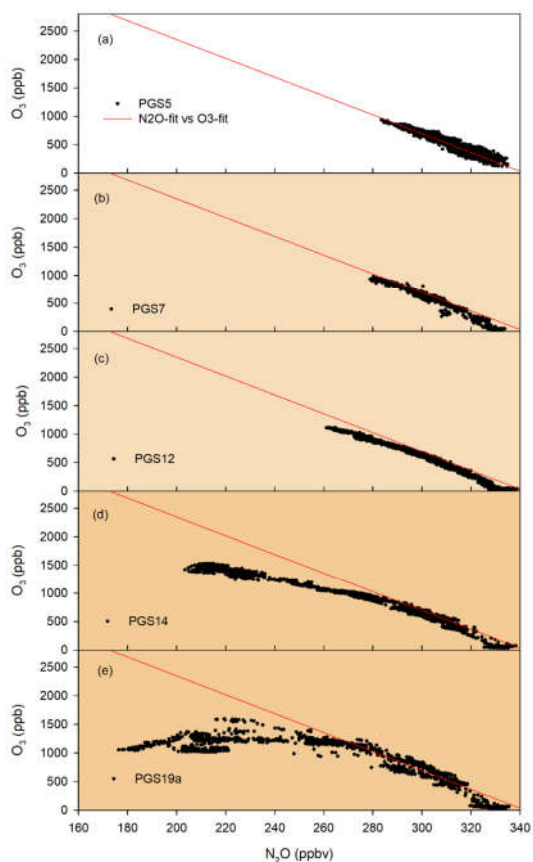 (a)
O3 (ppb)
2500
2000
1500
1000
500
0
PGS5
N2O-fit vs O3-fit
(b)
O3 (ppb)
2500
2000
1500
1000
500
0
PGS7
(c)
O3 (ppb)
2500
2000
1500
1000
500
0
PGS12
(d)
O3 (ppb)
2500
2000
1500
1000
500
0
PGS14
(e)
O3 (ppb)
2500
2000
1500
1000
500
0
PGS19a
160 180 200 220 240 260 280 300 320 340
N2O (ppbv)